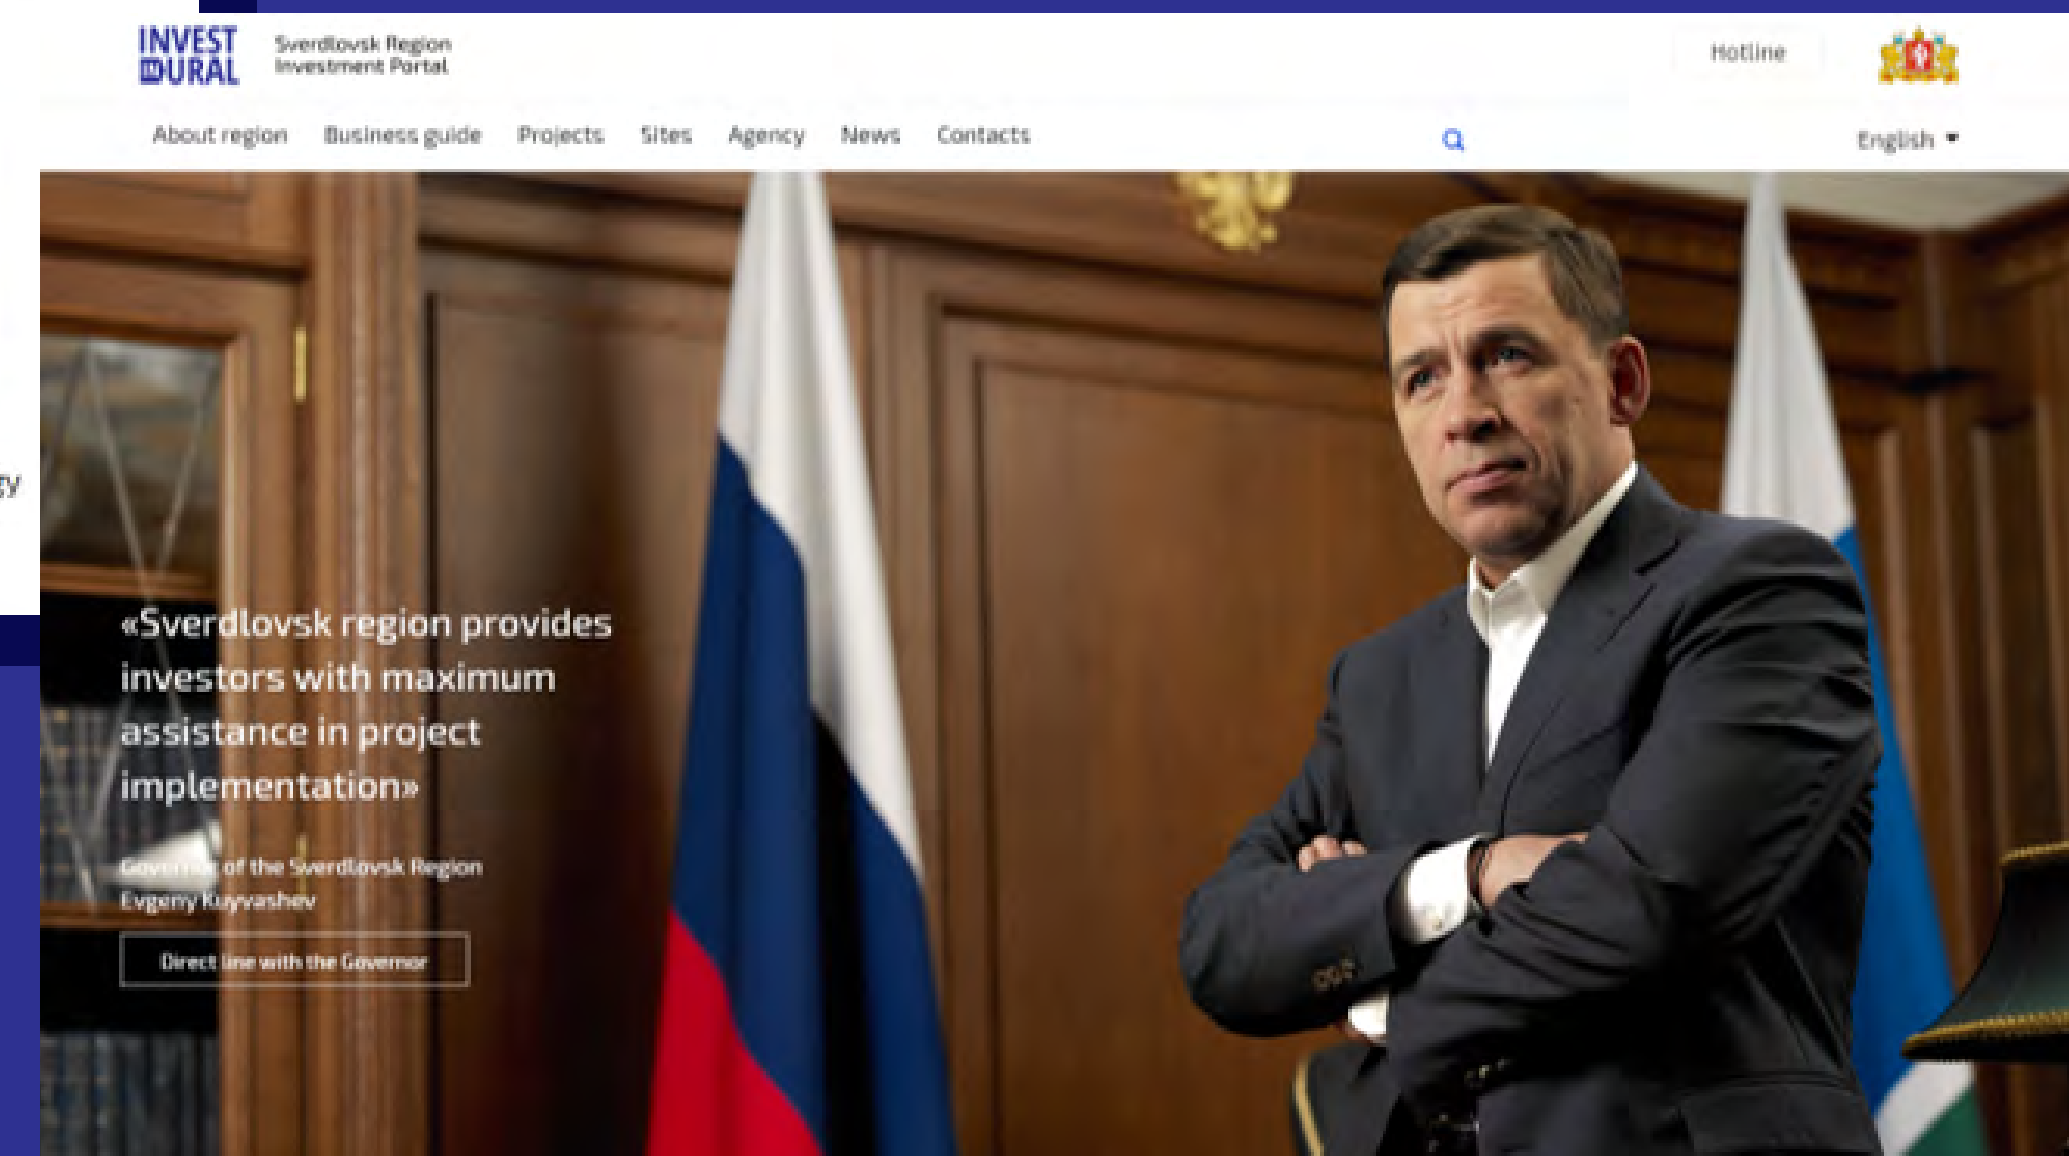 INVEST
IN URAL
Sverdlovsk Region
Investment Portal
Hotline
About region
Business guide
Projects
Sites
Agency
News
Contacts
English
gy
«Sverdlovsk region provides
investors with maximum
assistance in project
implementation»
Governor of the Sverdlovsk Region
Evgeny Kuyvashev
Direct line with the Governor